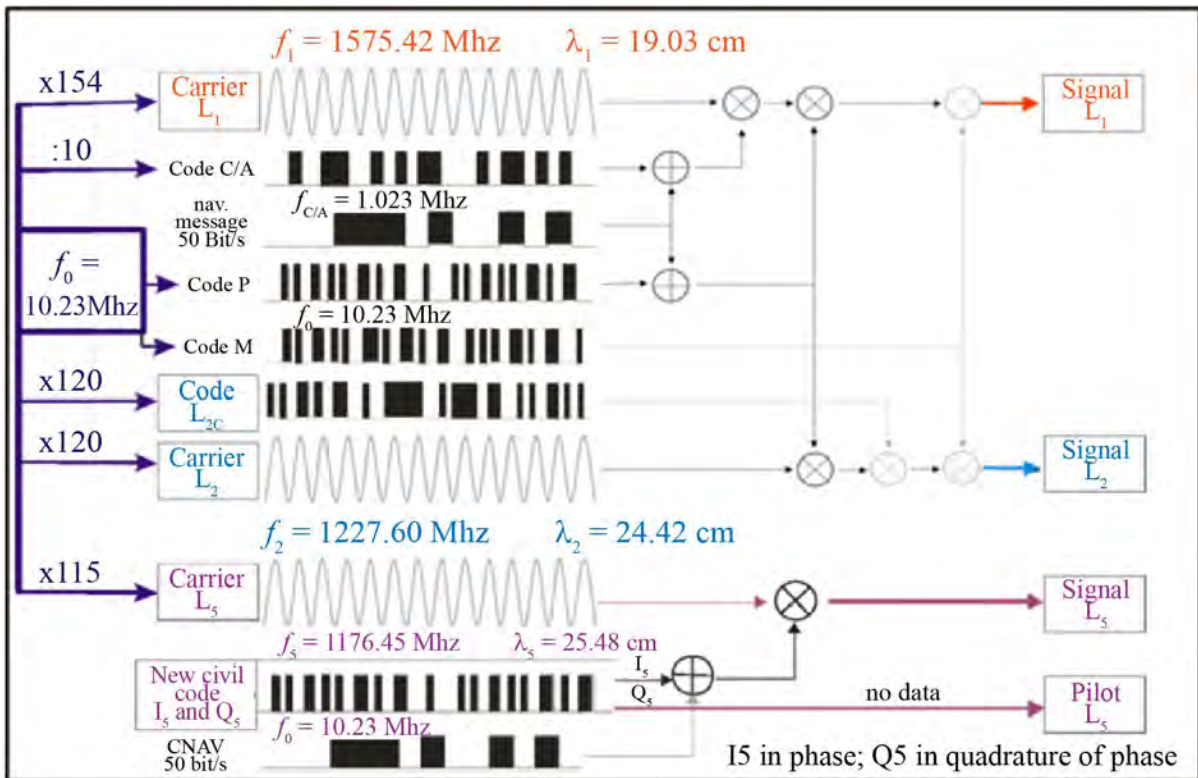 f₁ = 1575.42 Mhz λ₁ = 19.03 cm
x154
Carrier
L₁
Signal
L₁
:10
Code C/A
f_C/A = 1.023 Mhz
nav.
message
50 Bit/s
f₀ =
10.23Mhz
Code P
f₀ = 10.23 Mhz
Code M
x120
Code
L₂C
x120
Carrier
L₂
Signal
L₂
f₂ = 1227.60 Mhz λ₂ = 24.42 cm
x115
Carrier
L₅
Signal
L₅
f₅ = 1176.45 Mhz λ₅ = 25.48 cm
New civil
code
I₅ and Q₅
I₅
Q₅
no data
Pilot
L₅
f₀ = 10.23 Mhz
CNAV
50 bit/s
I5 in phase; Q5 in quadrature of phase